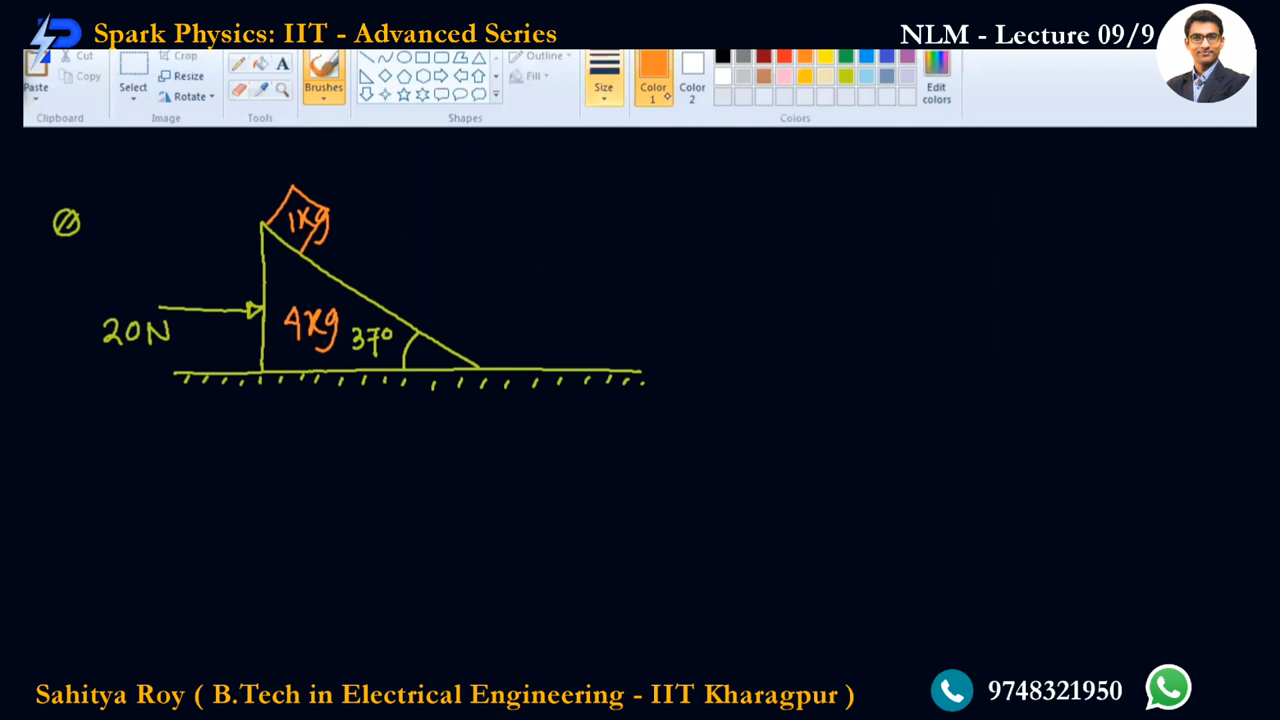 Spark Physics: IIT - Advanced Series
NLM - Lecture 09/9
Cut
Copy
Paste
Clipboard
Crop
Resize
Rotate
Select
Image
Tools
Brushes
Outline
Fill
Shapes
Size
Color
1
Color
2
Edit
colors
Colors
1kg
4kg
37°
20N
Sahitya Roy ( B.Tech in Electrical Engineering - IIT Kharagpur )
9748321950